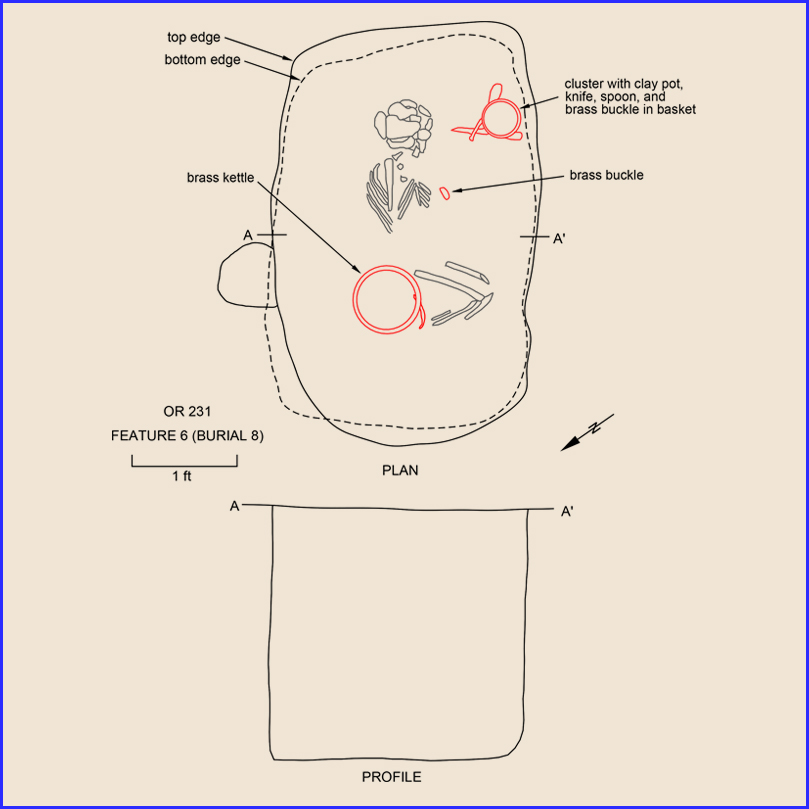 top edge
bottom edge
cluster with clay pot,
knife, spoon, and
brass buckle in basket
brass kettle
brass buckle
A
A'
OR 231
FEATURE 6 (BURIAL 8)
1 ft
N
PLAN
A
A'
PROFILE